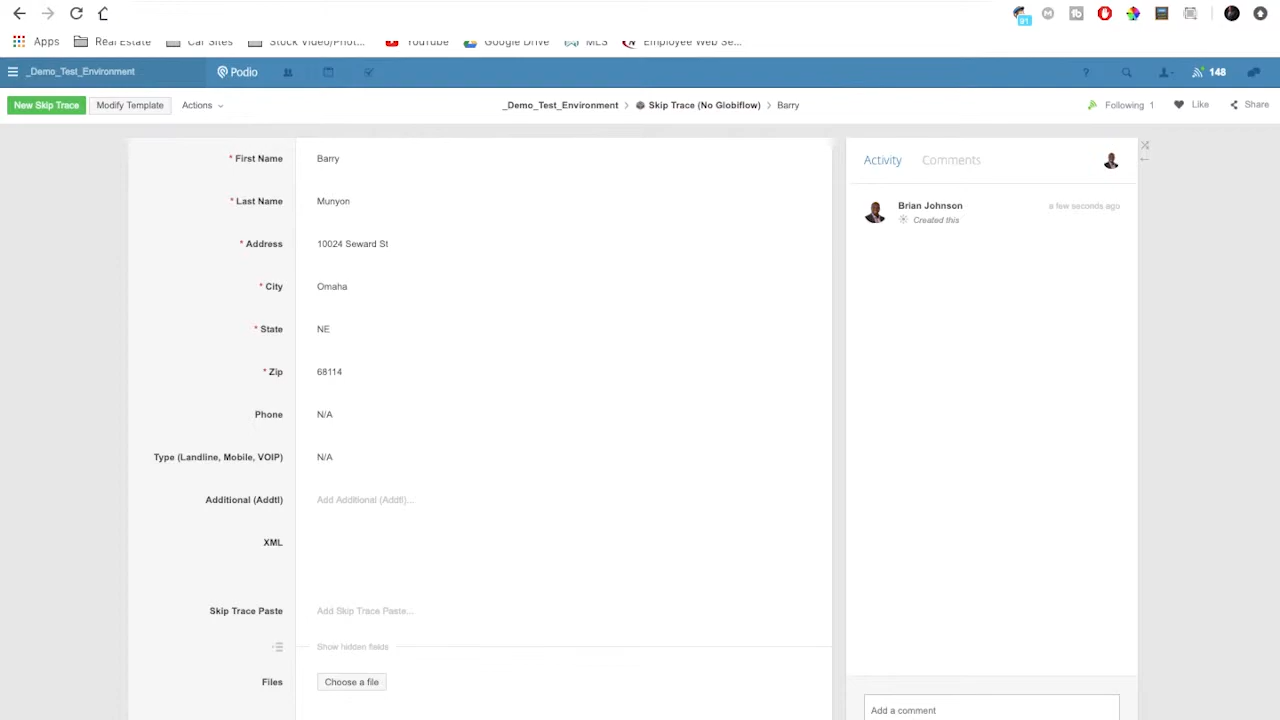 91
Apps Real Estate Car Sites Stock Video/Phot... YouTube Google Drive MLS Employee Web Se...
_Demo_Test_Environment Podio ? 148
New Skip Trace Modify Template Actions _Demo_Test_Environment > Skip Trace (No Globiflow) > Barry Following 1 Like Share
* First Name Barry
* Last Name Munyon
* Address 10024 Seward St
* City Omaha
* State NE
* Zip 68114
Phone N/A
Type (Landline, Mobile, VOIP) N/A
Additional (Addtl) Add Additional (Addtl)...
XML
Skip Trace Paste Add Skip Trace Paste...
Show hidden fields
Files Choose a file
Activity Comments
Brian Johnson a few seconds ago
Created this
Add a comment